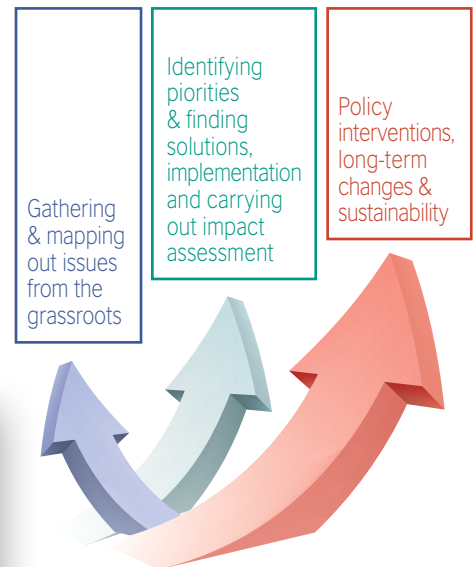 Gathering
& mapping
out issues
from the
grassroots
Identifying
piorities
& finding
solutions,
implementation
and carrying
out impact
assessment
Policy
interventions,
long-term
changes &
sustainability